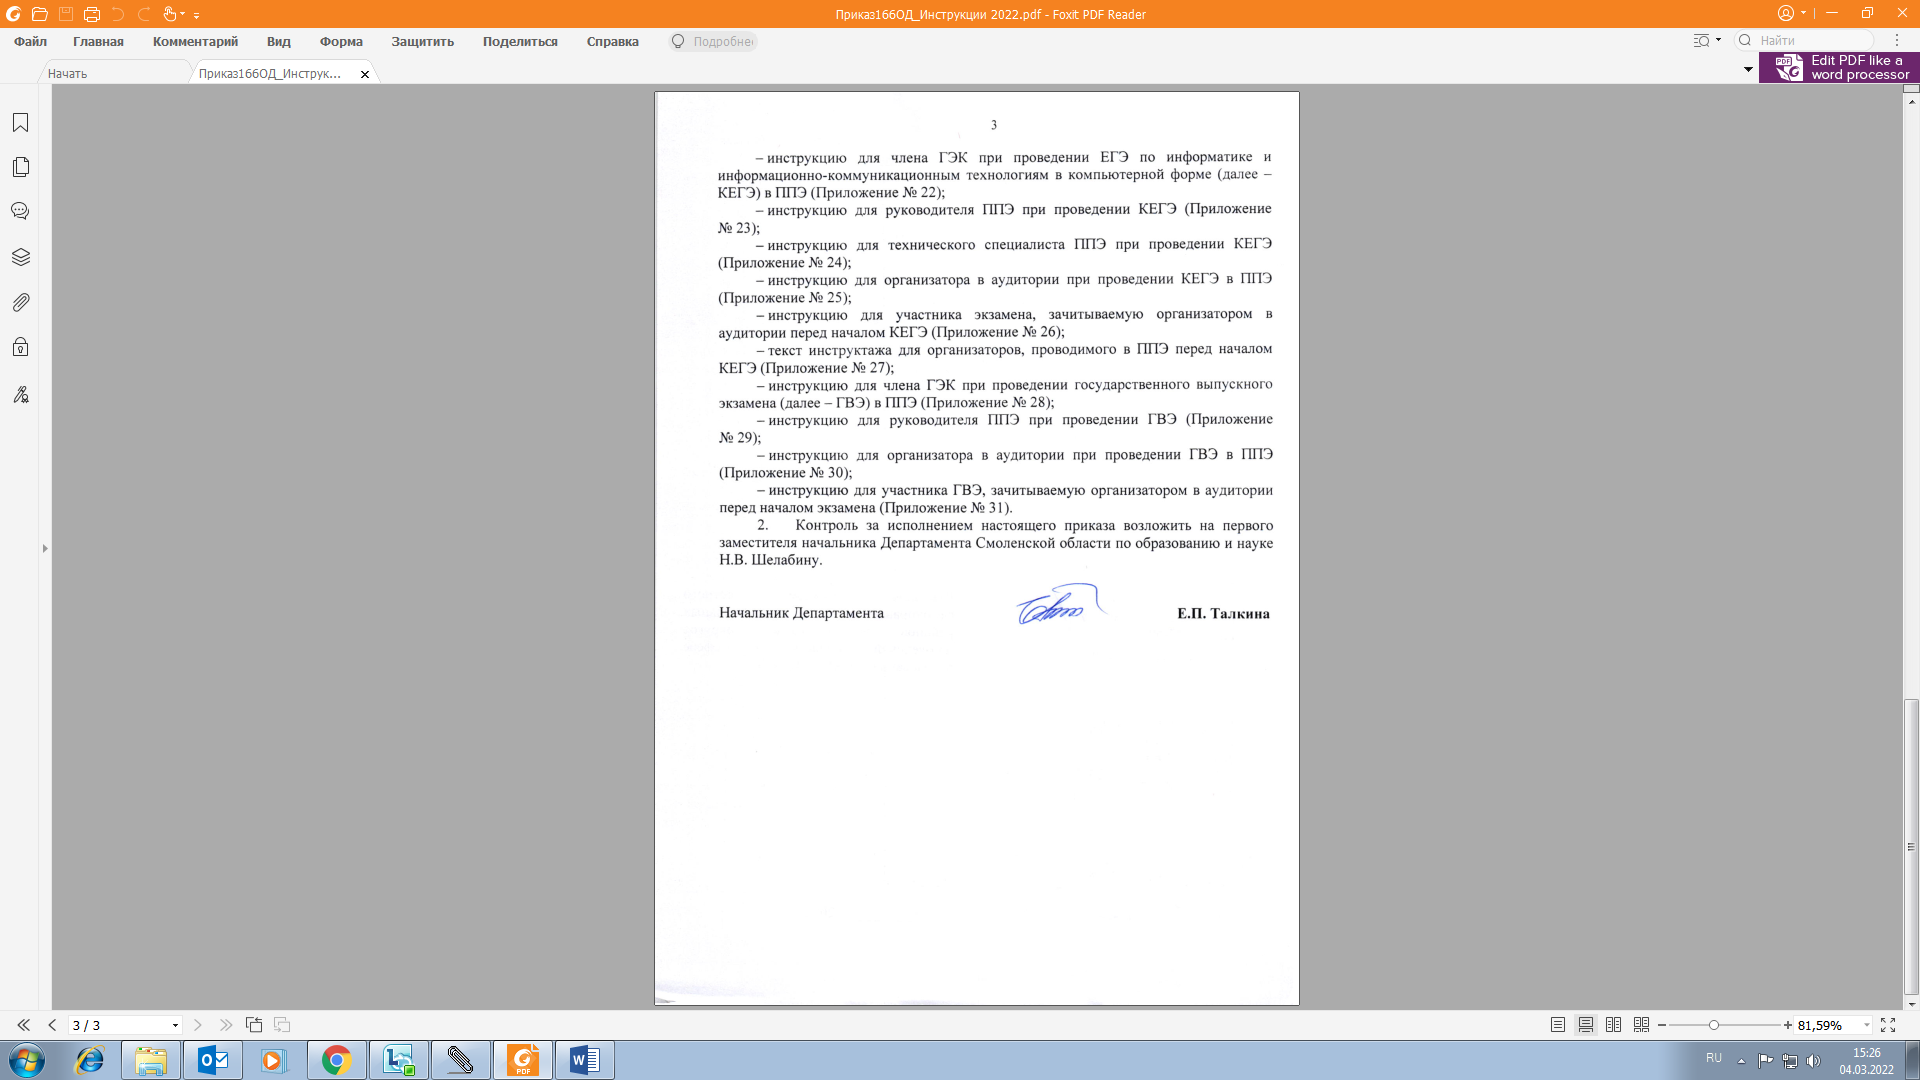 Приказ166ОД_Инструкции 2022.pdf - Foxit PDF Reader
Файл Главная Комментарий Вид Форма Защитить Поделиться Справка Подробне Найти
Начать Приказ166ОД_Инструк... Edit PDF like a
word processor
3
– инструкцию для члена ГЭК при проведении ЕГЭ по информатике и
информационно-коммуникационным технологиям в компьютерной форме (далее –
КЕГЭ) в ППЭ (Приложение № 22);
– инструкцию для руководителя ППЭ при проведении КЕГЭ (Приложение
№ 23);
– инструкцию для технического специалиста ППЭ при проведении КЕГЭ
(Приложение № 24);
– инструкцию для организатора в аудитории при проведении КЕГЭ в ППЭ
(Приложение № 25);
– инструкцию для участника экзамена, зачитываемую организатором в
аудитории перед началом КЕГЭ (Приложение № 26);
– текст инструктажа для организаторов, проводимого в ППЭ перед началом
КЕГЭ (Приложение № 27);
– инструкцию для члена ГЭК при проведении государственного выпускного
экзамена (далее – ГВЭ) в ППЭ (Приложение № 28);
– инструкцию для руководителя ППЭ при проведении ГВЭ (Приложение
№ 29);
– инструкцию для организатора в аудитории при проведении ГВЭ в ППЭ
(Приложение № 30);
– инструкцию для участника ГВЭ, зачитываемую организатором в аудитории
перед началом экзамена (Приложение № 31).
2. Контроль за исполнением настоящего приказа возложить на первого
заместителя начальника Департамента Смоленской области по образованию и науке
Н.В. Шелабину.
Начальник Департамента Е.П. Талкина
3 / 3 81,59%
RU 15:26
04.03.2022